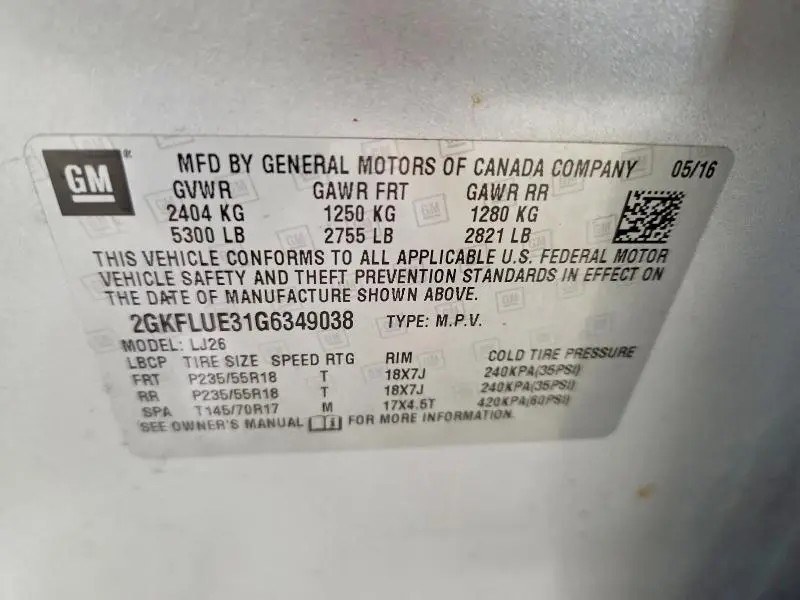 GM ® MFD BY GENERAL MOTORS OF CANADA COMPANY 05/16
GVWR GAWR FRT GAWR RR
2404 KG 1250 KG 1280 KG
5300 LB 2755 LB 2821 LB
THIS VEHICLE CONFORMS TO ALL APPLICABLE U.S. FEDERAL MOTOR
VEHICLE SAFETY AND THEFT PREVENTION STANDARDS IN EFFECT ON
THE DATE OF MANUFACTURE SHOWN ABOVE.
2GKFLUE31G6349038 TYPE: M.P.V.
MODEL: LJ26
LBCP TIRE SIZE SPEED RTG RIM COLD TIRE PRESSURE
FRT P235/55R18 T 18X7J 240KPA(35PSI)
RR P235/55R18 T 18X7J 240KPA(35PSI)
SPA T145/70R17 M 17X4.5T 420KPA(60PSI)
SEE OWNER'S MANUAL FOR MORE INFORMATION.